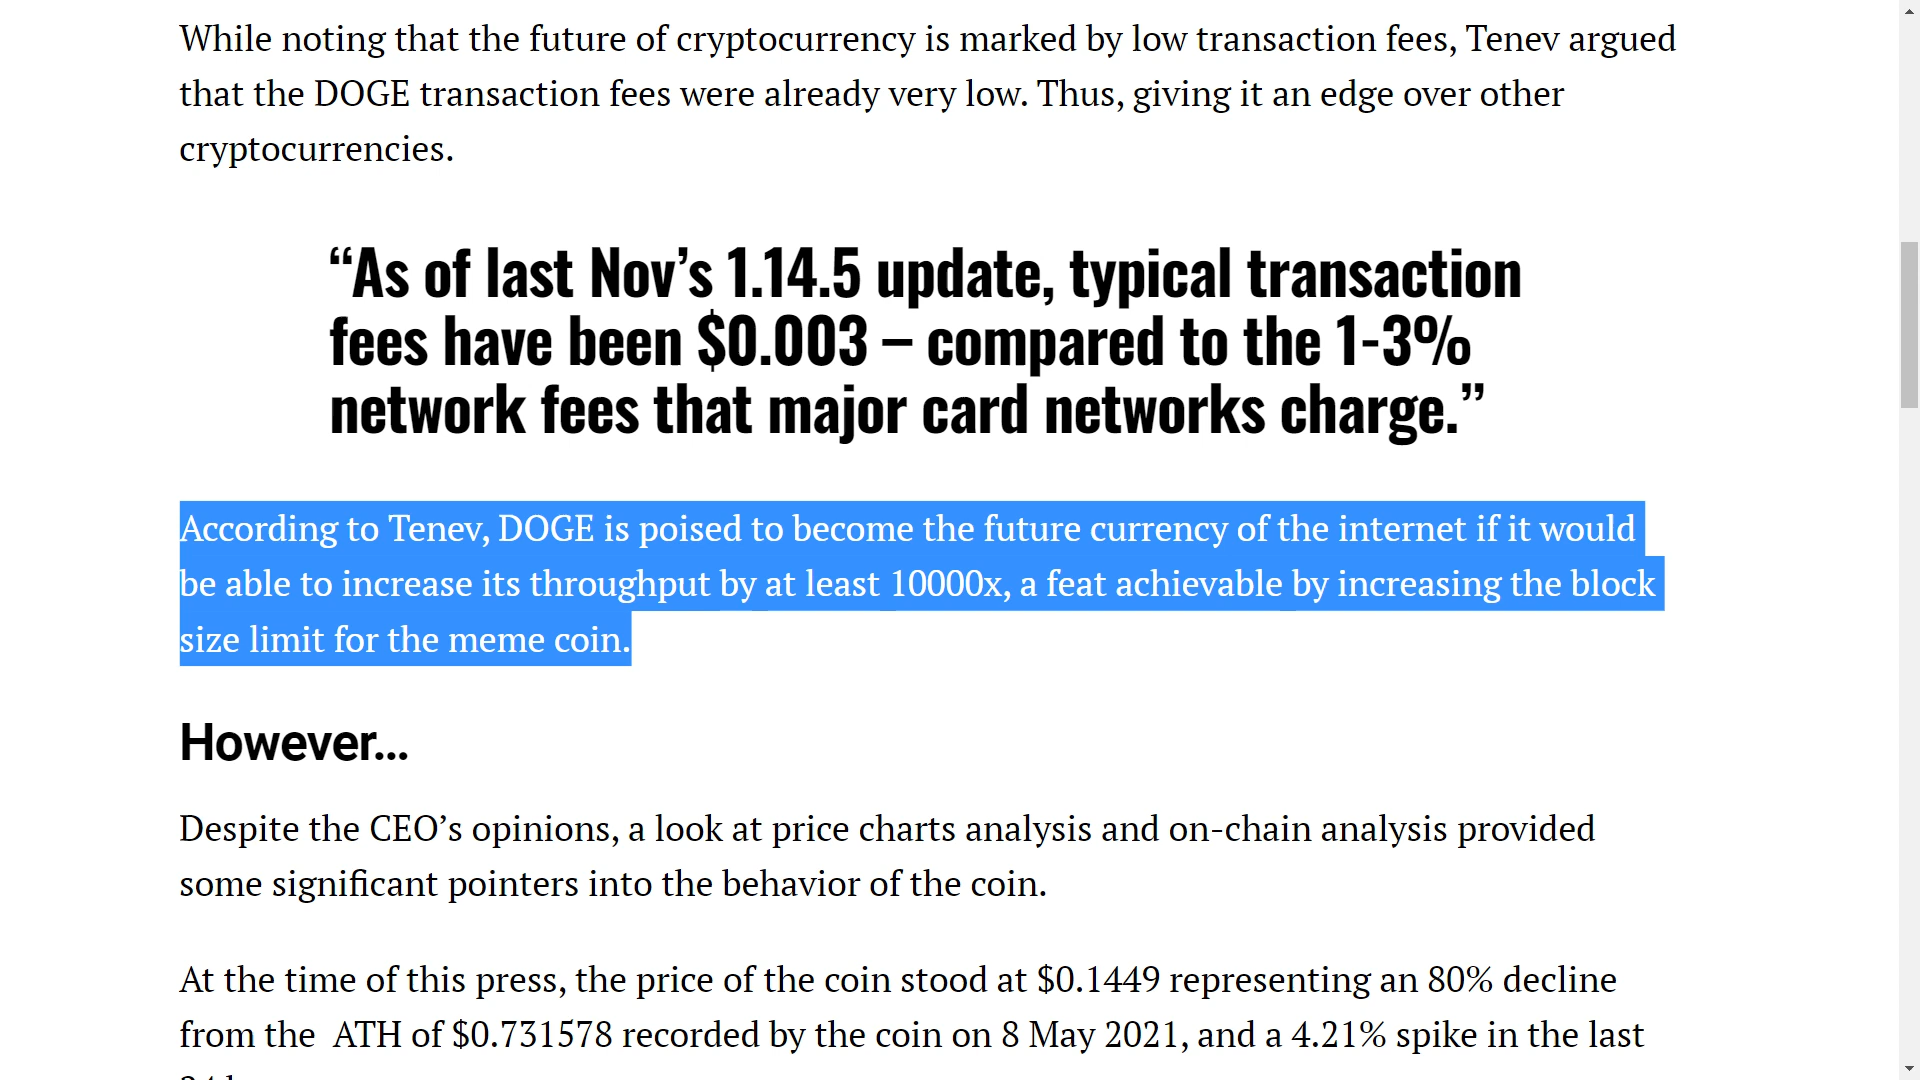 While noting that the future of cryptocurrency is marked by low transaction fees, Tenev argued
that the DOGE transaction fees were already very low. Thus, giving it an edge over other
cryptocurrencies.
“As of last Nov’s 1.14.5 update, typical transaction
fees have been $0.003 – compared to the 1-3%
network fees that major card networks charge.”
According to Tenev, DOGE is poised to become the future currency of the internet if it would
be able to increase its throughput by at least 10000x, a feat achievable by increasing the block
size limit for the meme coin.
However…
Despite the CEO’s opinions, a look at price charts analysis and on-chain analysis provided
some significant pointers into the behavior of the coin.
At the time of this press, the price of the coin stood at $0.1449 representing an 80% decline
from the  ATH of $0.731578 recorded by the coin on 8 May 2021, and a 4.21% spike in the last